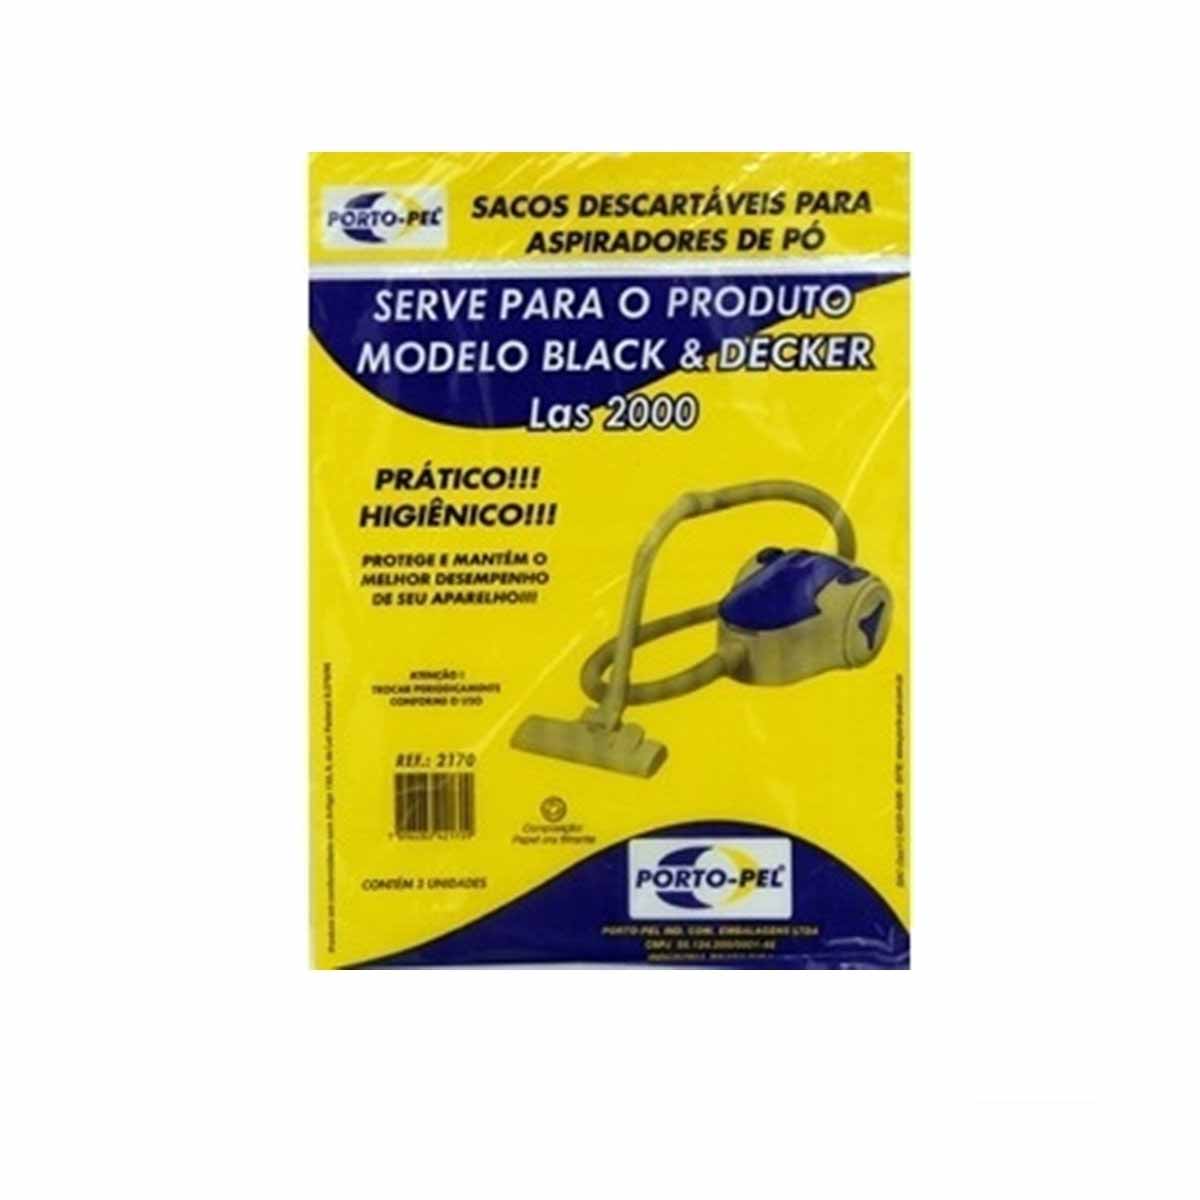 PORTO-PEL
SACOS DESCARTÁVEIS PARA
ASPIRADORES DE PÓ
SERVE PARA O PRODUTO
MODELO BLACK & DECKER
Las 2000
PRÁTICO!!!
HIGIÊNICO!!!
PROTEGE E MANTÉM O
MELHOR DESEMPENHO
DE SEU APARELHO!!!
ATENÇÃO !
TROCAR PERIODICAMENTE
CONFORME O USO
REF.: 2170
Composição:
Papel
CONTÉM 3 UNIDADES
PORTO-PEL
PORTO-PEL IND. COM. EMBALAGENS LTDA